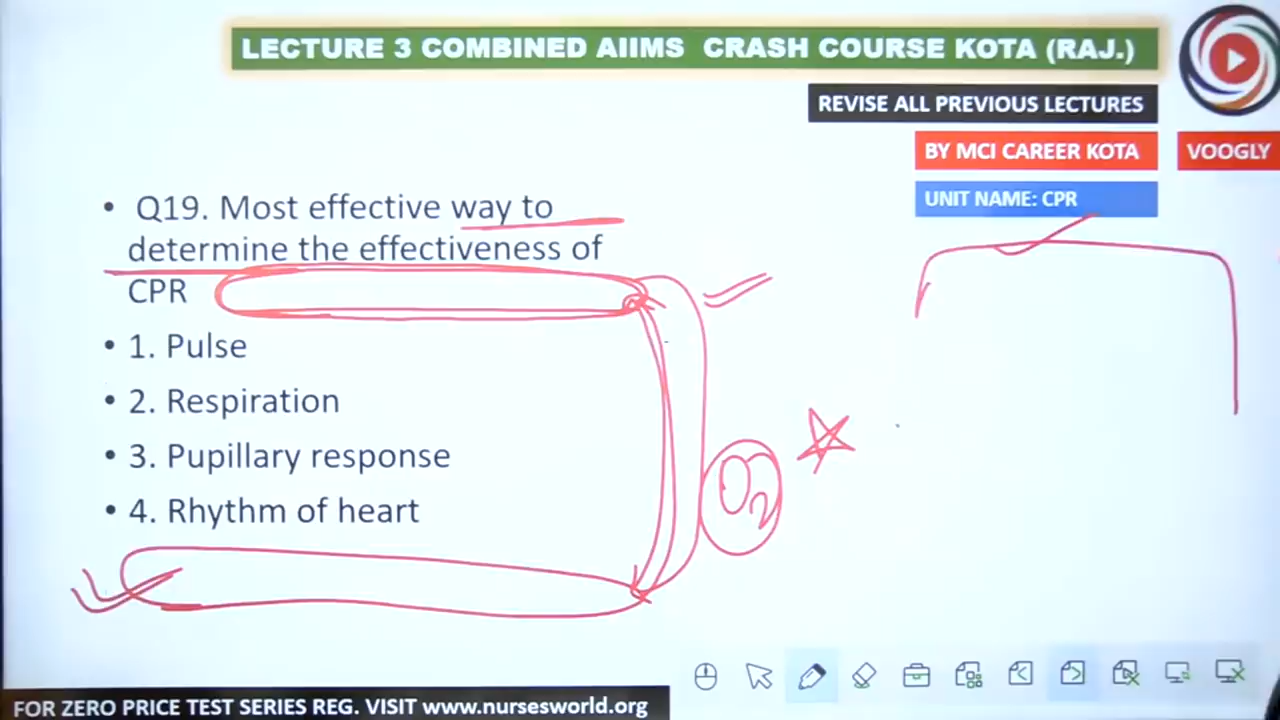 LECTURE 3 COMBINED AIIMS CRASH COURSE KOTA (RAJ.)
REVISE ALL PREVIOUS LECTURES
BY MCI CAREER KOTA
VOOGLY
UNIT NAME: CPR
• Q19. Most effective way to
determine the effectiveness of
CPR
• 1. Pulse
• 2. Respiration
• 3. Pupillary response
• 4. Rhythm of heart
O2
FOR ZERO PRICE TEST SERIES REG. VISIT www.nursesworld.org